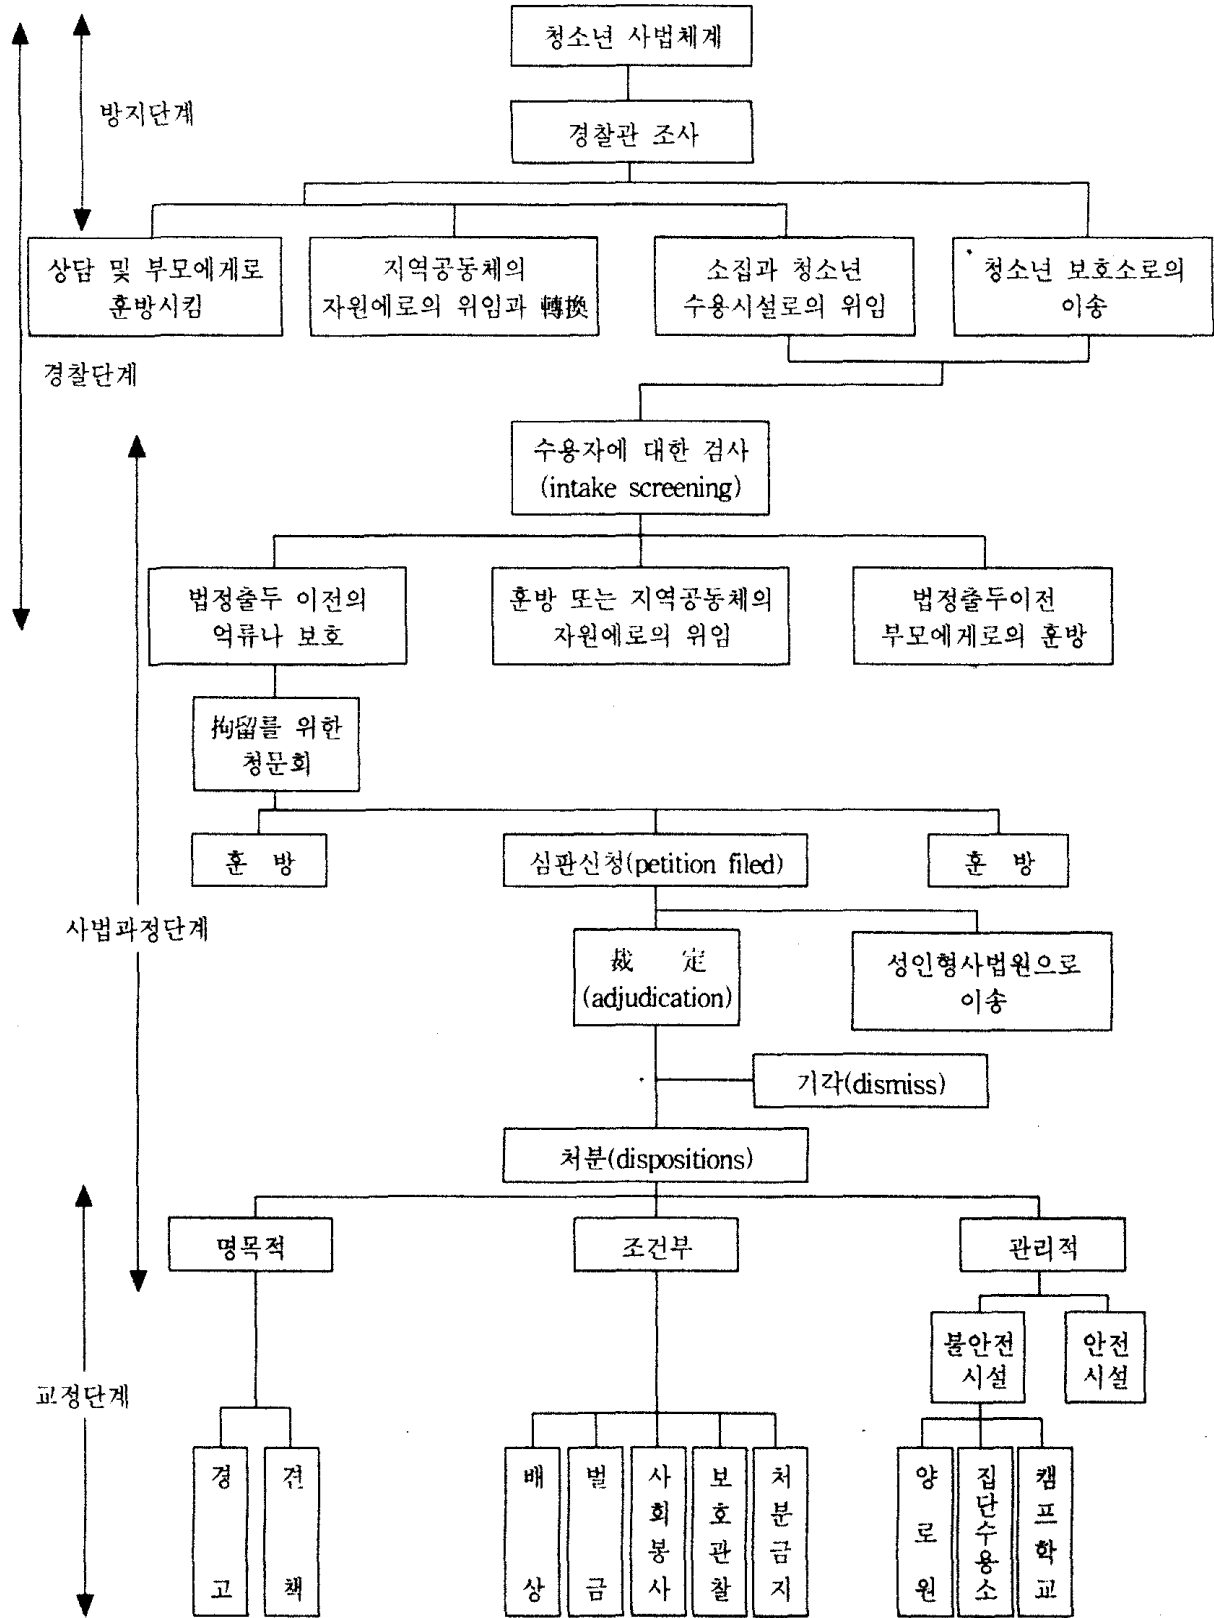 청소년 사법체계
방지단계
경찰관 조사
상담 및 부모에게로
훈방시킴
지역공동체의
자원에로의 위임과 轉換
소집과 청소년
수용시설로의 위임
청소년 보호소로의
이송
경찰단계
수용자에 대한 검사
(intake screening)
법정출두 이전의
억류나 보호
훈방 또는 지역공동체의
자원에로의 위임
법정출두이전
부모에게로의 훈방
拘留를 위한
청문회
훈 방
심판신청(petition filed)
훈 방
사법과정단계
裁 定
(adjudication)
성인형사법원으로
이송
기각(dismiss)
처분(dispositions)
명목적
조건부
관리적
불안전
시설
안전
시설
교정단계
경고
견책
배상
벌금
사회봉사
보호관찰
처분금지
양로원
집단수용소
캠프학교